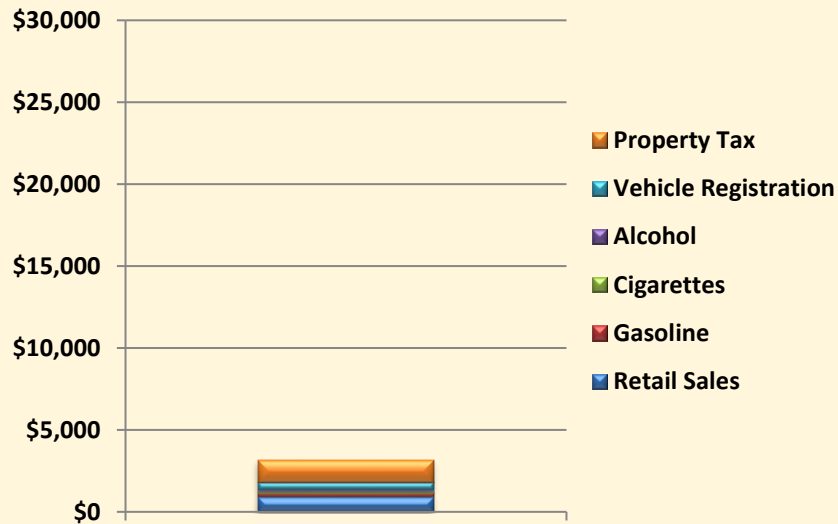 $30,000
$25,000
$20,000
$15,000
$10,000
$5,000
$0
Property Tax
Vehicle Registration
Alcohol
Cigarettes
Gasoline
Retail Sales